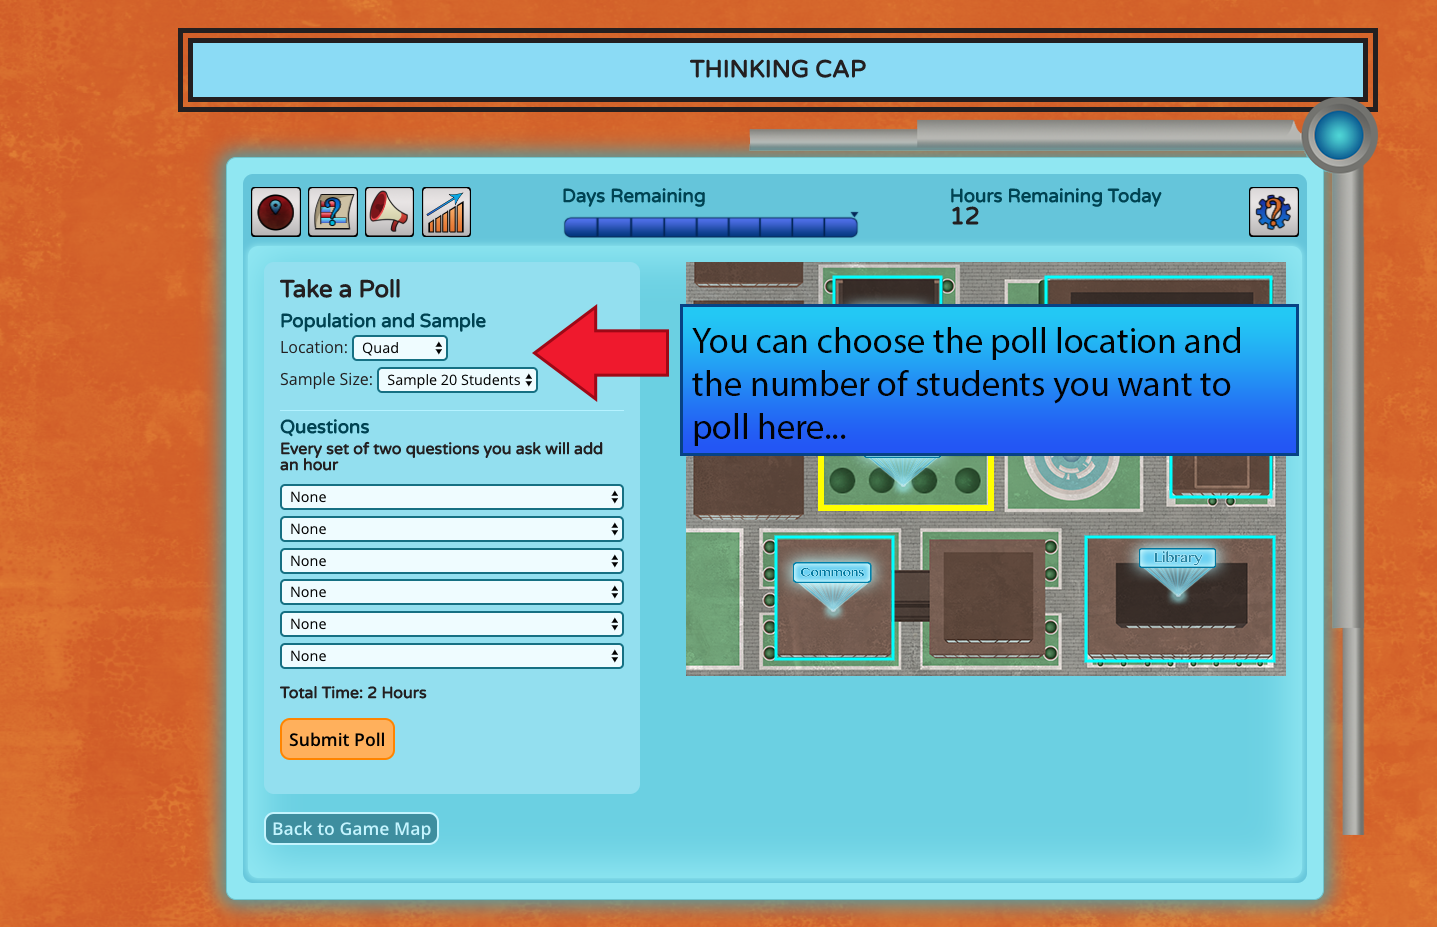 THINKING CAP
Days Remaining
Hours Remaining Today
12
Take a Poll
Population and Sample
Location: Quad
Sample Size: Sample 20 Students
Questions
Every set of two questions you ask will add
an hour
None
None
None
None
None
None
Total Time: 2 Hours
Submit Poll
Back to Game Map
You can choose the poll location and
the number of students you want to
poll here...
Commons
Library